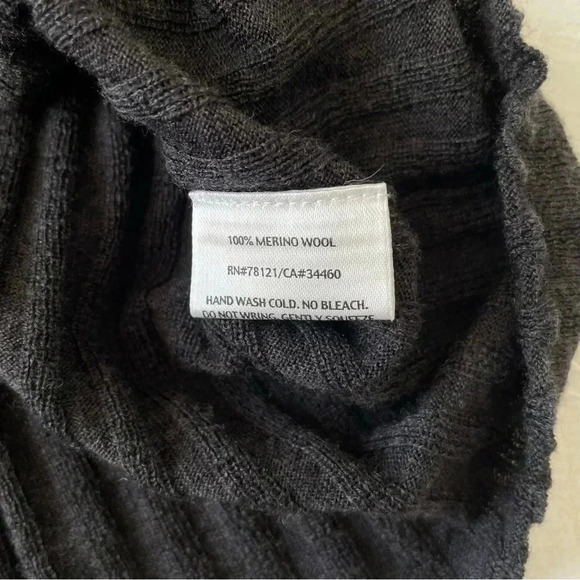 100% MERINO WOOL
RN#78121/CA#34460
HAND WASH COLD. NO BLEACH.
DO NOT WRING. GENTLY SQUEEZE